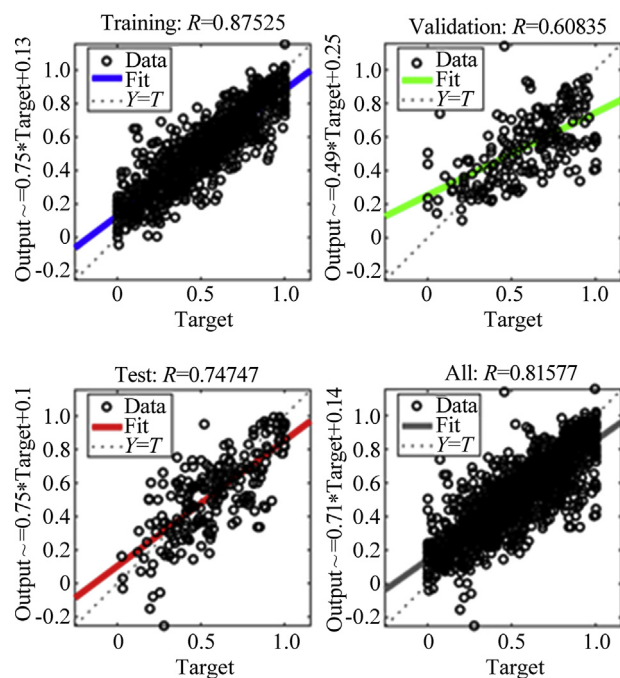 Training: R=0.87525
Output ~=0.75*Target+0.13
1.0
0.8
0.6
0.4
0.2
0
-0.2
Data
Fit
Y=T
0
0.5
1.0
Target
Validation: R=0.60835
Output ~=0.49*Target+0.25
1.0
0.8
0.6
0.4
0.2
0
-0.2
Data
Fit
Y=T
0
0.5
1.0
Target
Test: R=0.74747
Output ~=0.75*Target+0.1
1.0
0.8
0.6
0.4
0.2
0
-0.2
Data
Fit
Y=T
0
0.5
1.0
Target
All: R=0.81577
Output ~=0.71*Target+0.14
1.0
0.8
0.6
0.4
0.2
0
-0.2
Data
Fit
Y=T
0
0.5
1.0
Target